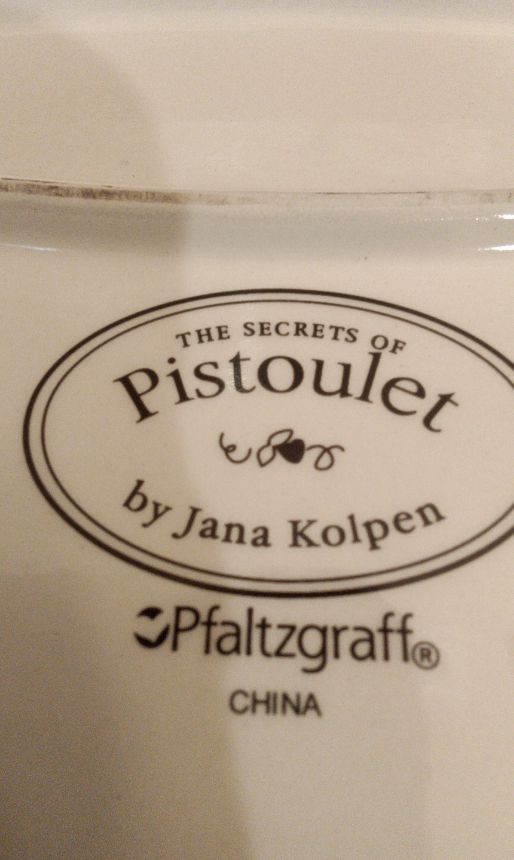 THE SECRETS OF
Pistoulet
by Jana Kolpen
Pfaltzgraff®
CHINA